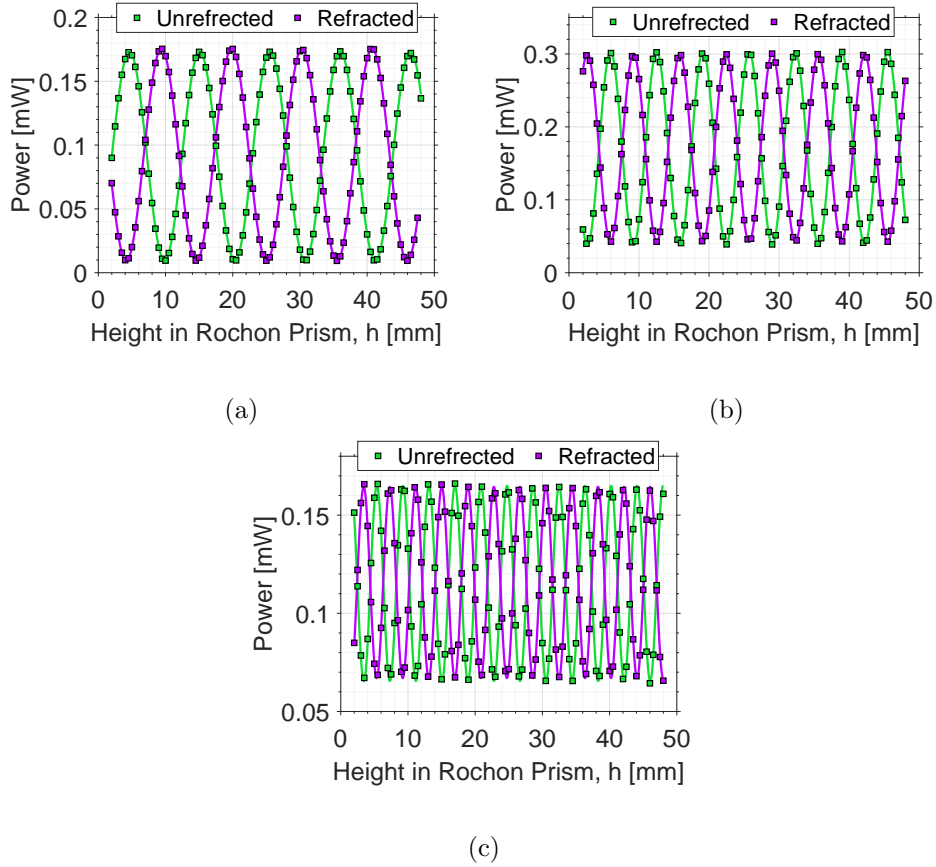 Unrefrected Refracted
0.2
0.15
0.1
0.05
0
Power [mW]
0 10 20 30 40 50
Height in Rochon Prism, h [mm]
(a)
Unrefrected Refracted
0.3
0.2
0.1
0
Power [mW]
0 10 20 30 40 50
Height in Rochon Prism, h [mm]
(b)
Unrefrected Refracted
0.15
0.1
0.05
Power [mW]
0 10 20 30 40 50
Height in Rochon Prism, h [mm]
(c)